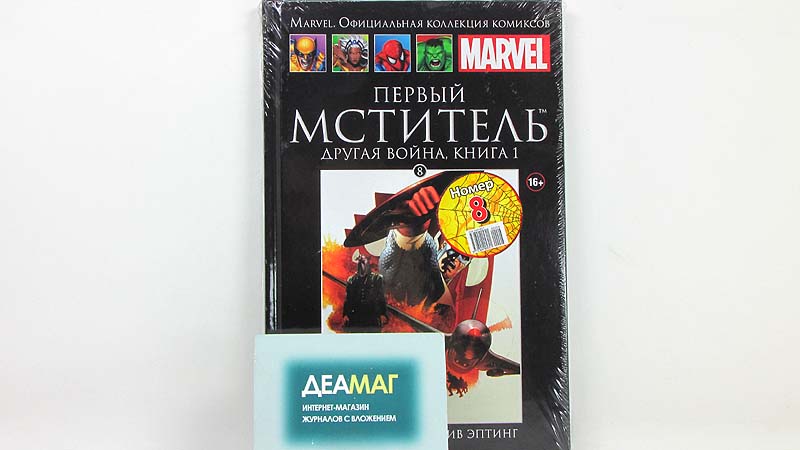 MARVEL. ОФИЦИАЛЬНАЯ КОЛЛЕКЦИЯ КОМИКСОВ
MARVEL
ПЕРВЫЙ
МСТИТЕЛЬ™
ДРУГАЯ ВОЙНА, КНИГА 1
8
16+
Номер
8
ДЕАМАГ
ИНТЕРНЕТ-МАГАЗИН
ЖУРНАЛОВ С ВЛОЖЕНИЕМ
ЭПТИНГ